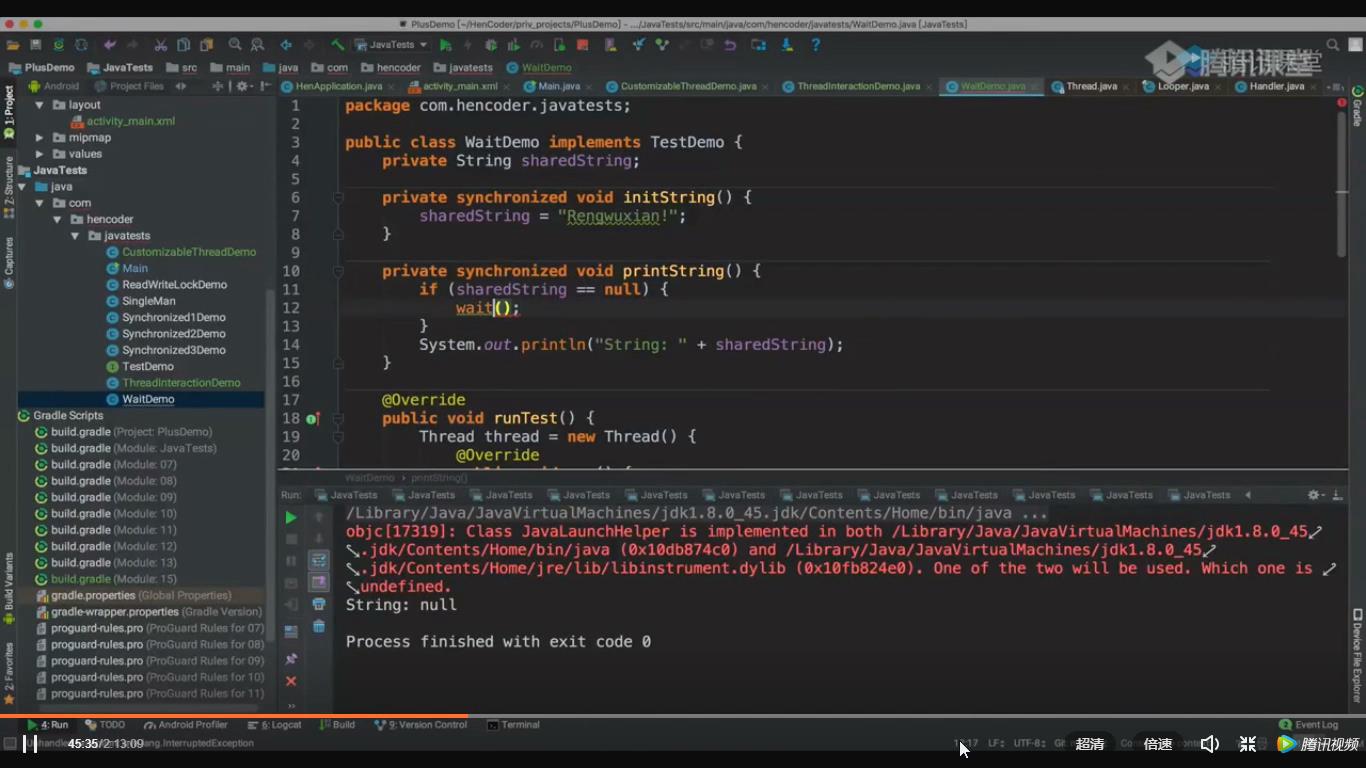 PlusDemo [~/HenCoder/priv_projects/PlusDemo] - .../JavaTests/src/main/java/com/hencoder/javatests/WaitDemo.java [JavaTests]
JavaTests
腾讯课堂
PlusDemo JavaTests src main java com hencoder javatests WaitDemo
Android Project Files
HenApplication.java activity_main.xml Main.java CustomizableThreadDemo.java ThreadInteractionDemo.java WaitDemo.java Thread.java Looper.java Handler.java
1: Project
Z: Structure
Captures
Build Variants
2: Favorites
layout
activity_main.xml
mipmap
values
JavaTests
java
com
hencoder
javatests
CustomizableThreadDemo
Main
ReadWriteLockDemo
SingleMan
Synchronized1Demo
Synchronized2Demo
Synchronized3Demo
TestDemo
ThreadInteractionDemo
WaitDemo
Gradle Scripts
build.gradle (Project: PlusDemo)
build.gradle (Module: JavaTests)
build.gradle (Module: 07)
build.gradle (Module: 08)
build.gradle (Module: 09)
build.gradle (Module: 10)
build.gradle (Module: 11)
build.gradle (Module: 12)
build.gradle (Module: 13)
build.gradle (Module: 15)
gradle.properties (Global Properties)
gradle-wrapper.properties (Gradle Version)
proguard-rules.pro (ProGuard Rules for 07)
proguard-rules.pro (ProGuard Rules for 08)
proguard-rules.pro (ProGuard Rules for 09)
proguard-rules.pro (ProGuard Rules for 10)
proguard-rules.pro (ProGuard Rules for 11)
1 package com.hencoder.javatests;
2
3 public class WaitDemo implements TestDemo {
4 private String sharedString;
5
6 private synchronized void initString() {
7 sharedString = "Rengwuxian!";
8 }
9
10 private synchronized void printString() {
11 if (sharedString == null) {
12 wait();
13 }
14 System.out.println("String: " + sharedString);
15 }
16
17 @Override
18 public void runTest() {
19 Thread thread = new Thread() {
20 @Override
WaitDemo › printString()
Gradle
Device File Explorer
Run: JavaTests JavaTests JavaTests JavaTests JavaTests JavaTests JavaTests JavaTests JavaTests JavaTests JavaTests JavaTests
/Library/Java/JavaVirtualMachines/jdk1.8.0_45.jdk/Contents/Home/bin/java ...
objc[17319]: Class JavaLaunchHelper is implemented in both /Library/Java/JavaVirtualMachines/jdk1.8.0_45
.jdk/Contents/Home/bin/java (0x10db874c0) and /Library/Java/JavaVirtualMachines/jdk1.8.0_45
.jdk/Contents/Home/jre/lib/libinstrument.dylib (0x10fb824e0). One of the two will be used. Which one is
undefined.
String: null
Process finished with exit code 0
4: Run TODO Android Profiler 6: Logcat Build 9: Version Control Terminal 2 Event Log
45:35/2:13:09 .InterruptedException LF÷ UTF-8÷ 超清 倍速 腾讯视频